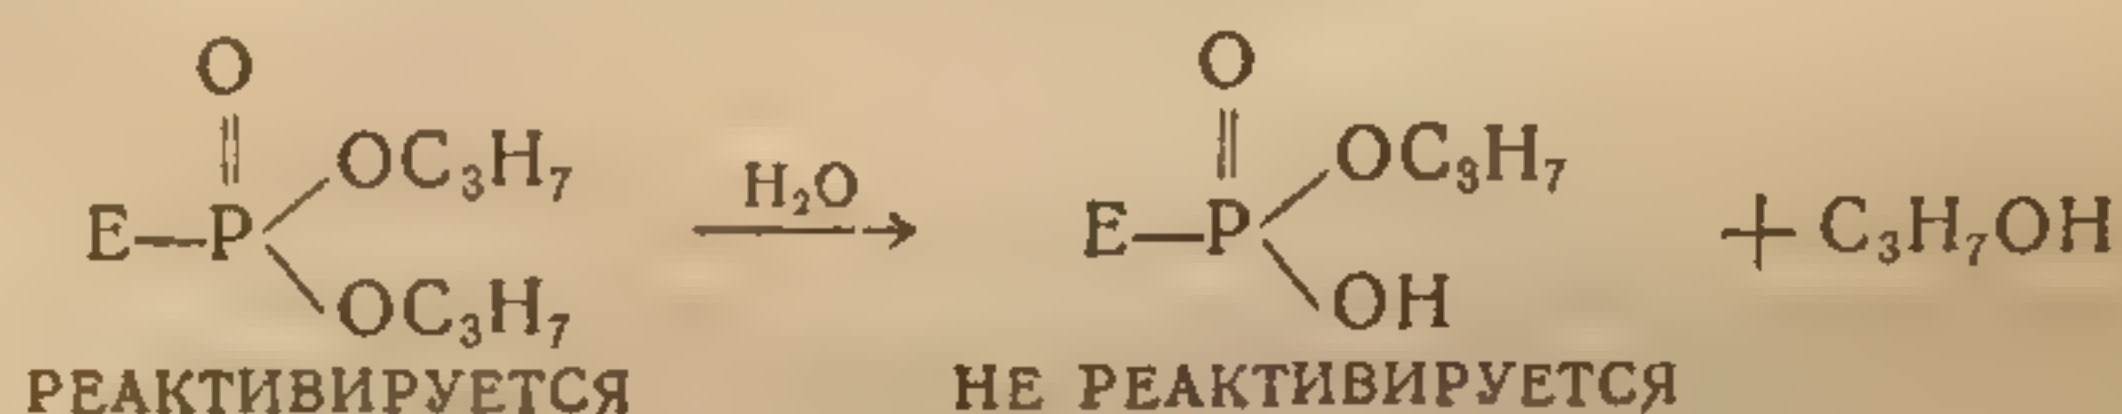 O O
OC₃H₇ H₂O OC₃H₇
E—P E—P + C₃H₇OH
OC₃H₇ OH
РЕАКТИВИРУЕТСЯ НЕ РЕАКТИВИРУЕТСЯ